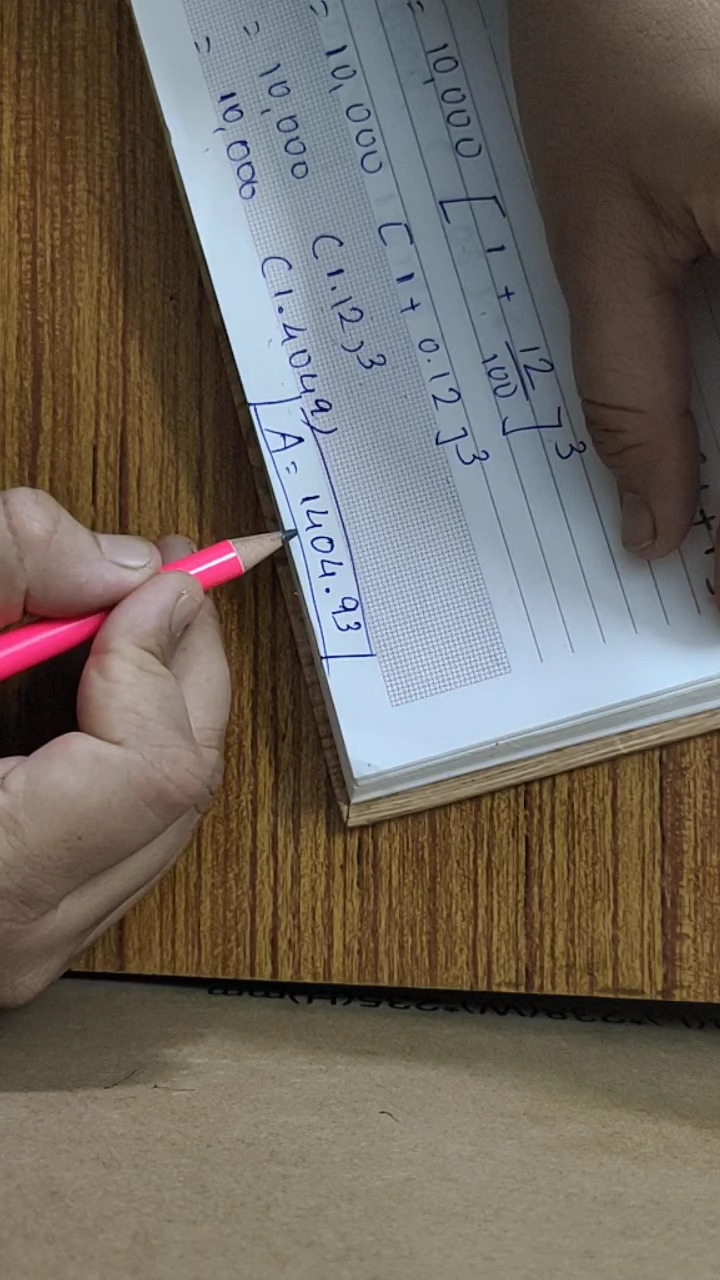 = 10,000 [ 1 + 12/100 ]³
= 10,000 [ 1 + 0.12 ]³
= 10,000 (1.12)³
= 10,000 (1.4049)
A = 1404.93